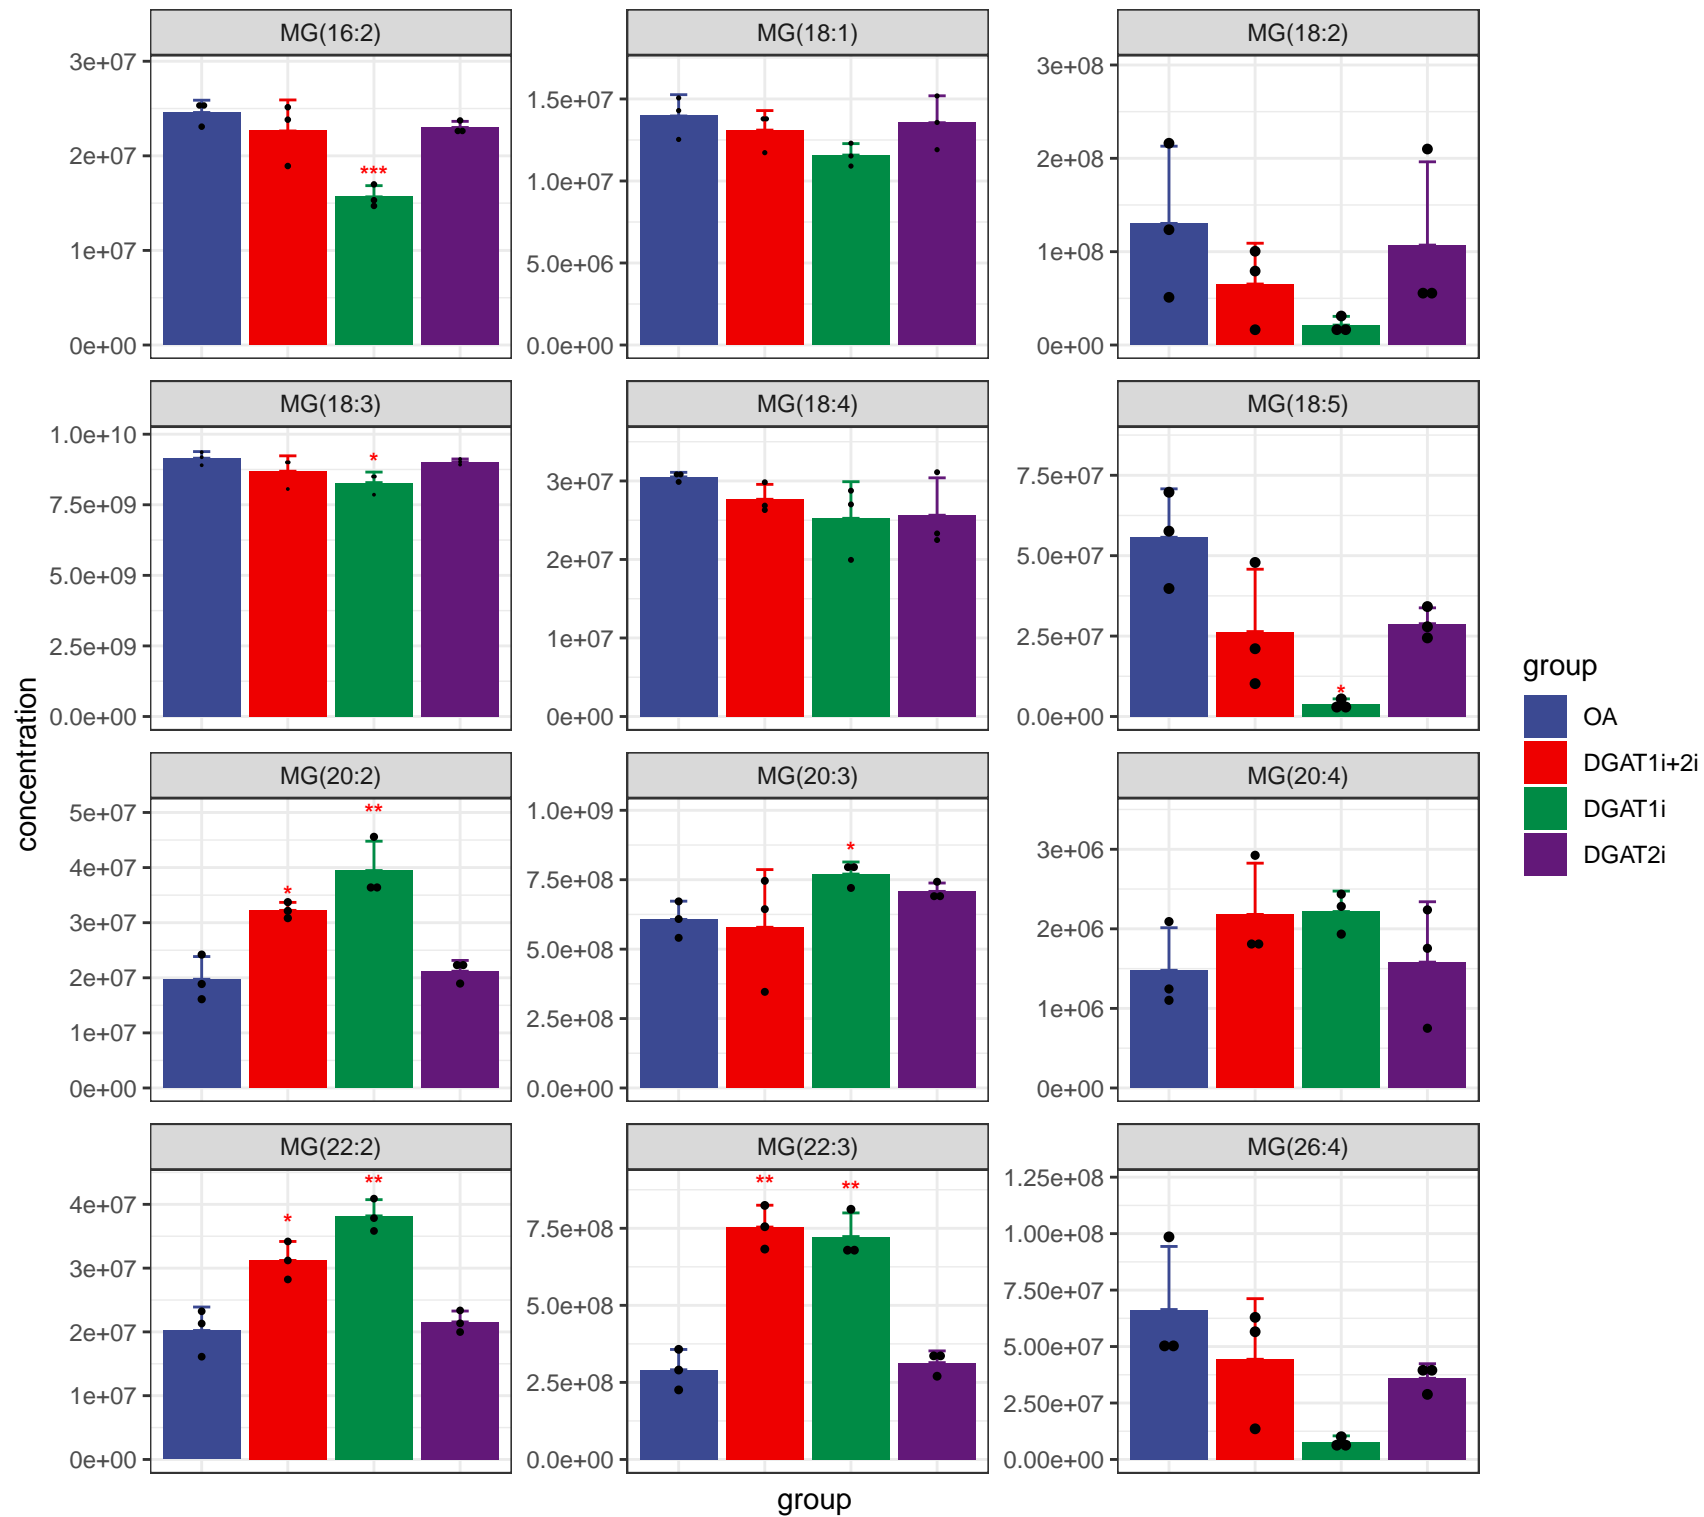 MG(16:2)
MG(18:1)
MG(18:2)
3e+07
2e+07
1e+07
0e+00
***
1.5e+07
1.0e+07
5.0e+06
0.0e+00
3e+08
2e+08
1e+08
0e+00
MG(18:3)
MG(18:4)
MG(18:5)
1.0e+10
7.5e+09
5.0e+09
2.5e+09
0.0e+00
*
3e+07
2e+07
1e+07
0e+00
7.5e+07
5.0e+07
2.5e+07
0.0e+00
*
MG(20:2)
MG(20:3)
MG(20:4)
5e+07
4e+07
3e+07
2e+07
1e+07
0e+00
*
**
1.0e+09
7.5e+08
5.0e+08
2.5e+08
0.0e+00
*
3e+06
2e+06
1e+06
0e+00
MG(22:2)
MG(22:3)
MG(26:4)
4e+07
3e+07
2e+07
1e+07
0e+00
*
**
7.5e+08
5.0e+08
2.5e+08
0.0e+00
**
**
1.25e+08
1.00e+08
7.50e+07
5.00e+07
2.50e+07
0.00e+00
concentration
group
group
OA
DGAT1i+2i
DGAT1i
DGAT2i